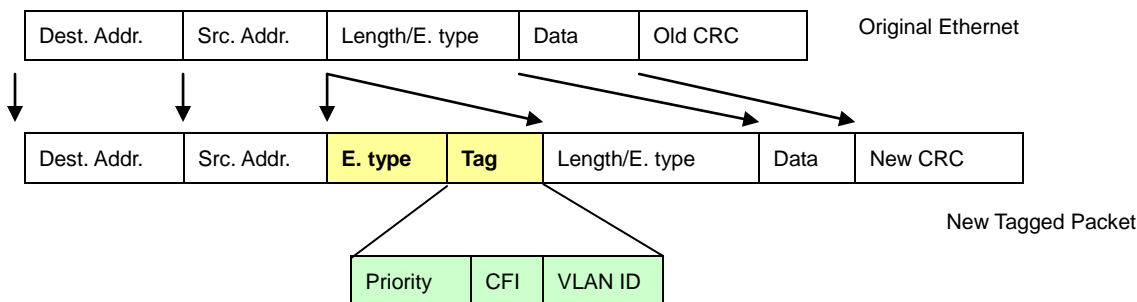 Dest. Addr. Src. Addr. Length/E. type Data Old CRC Original Ethernet
Dest. Addr. Src. Addr. E. type Tag Length/E. type Data New CRC
New Tagged Packet
Priority CFI VLAN ID